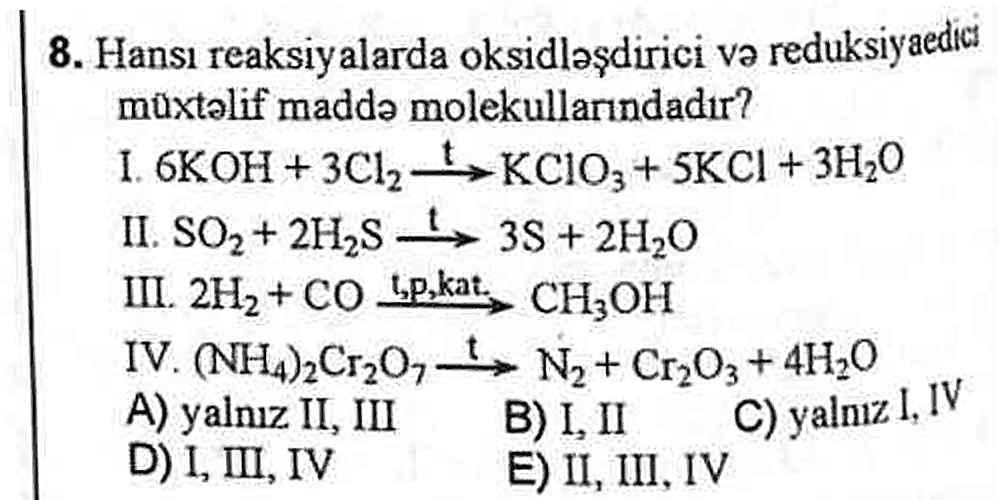 8. Hansı reaksiyalarda oksidləşdirici və reduksiyaedici
müxtəlif maddə molekullarındadır?
I. 6KOH + 3Cl₂ —t→ KClO₃ + 5KCl + 3H₂O
II. SO₂ + 2H₂S —t→ 3S + 2H₂O
III. 2H₂ + CO —t,p,kat.→ CH₃OH
IV. (NH₄)₂Cr₂O₇ —t→ N₂ + Cr₂O₃ + 4H₂O
A) yalnız II, III B) I, II C) yalnız I, IV
D) I, III, IV E) II, III, IV